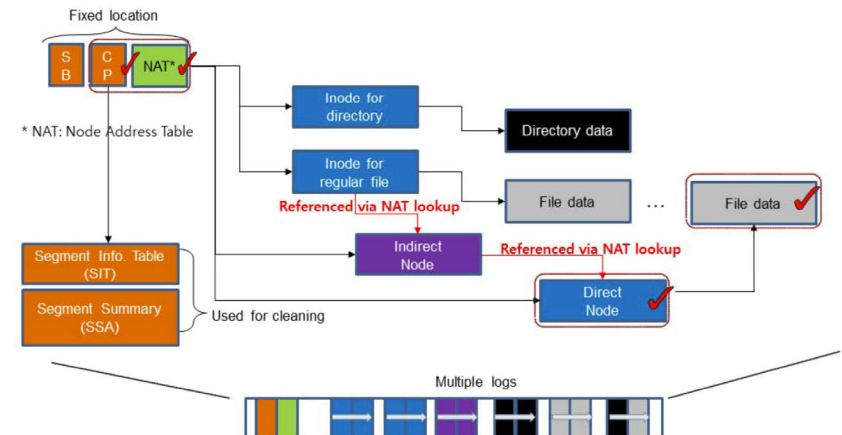 Fixed location
S
B
C
P
NAT*
* NAT: Node Address Table
Inode for
directory
Directory data
Inode for
regular file
File data
...
File data
Referenced via NAT lookup
Indirect
Node
Referenced via NAT lookup
Direct
Node
Segment Info. Table
(SIT)
Segment Summary
(SSA)
Used for cleaning
Multiple logs